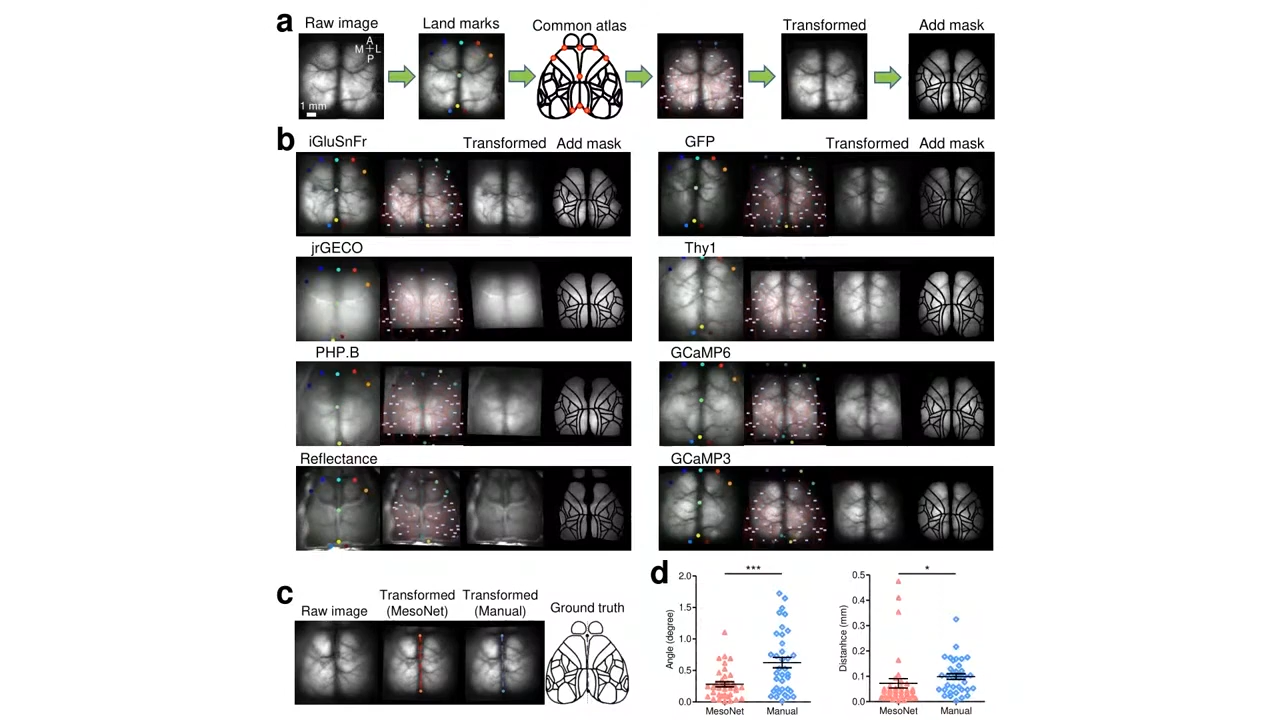 a
Raw image
Land marks
Common atlas
Transformed
Add mask
A
M L
P
1 mm
b
iGluSnFr
Transformed
Add mask
GFP
Transformed
Add mask
jrGECO
Thy1
PHP.B
GCaMP6
Reflectance
GCaMP3
c
Raw image
Transformed
(MesoNet)
Transformed
(Manual)
Ground truth
d
***
2.0
1.5
1.0
0.5
0.0
Angle (degree)
MesoNet
Manual
*
0.5
0.4
0.3
0.2
0.1
0.0
Distanhce (mm)
MesoNet
Manual